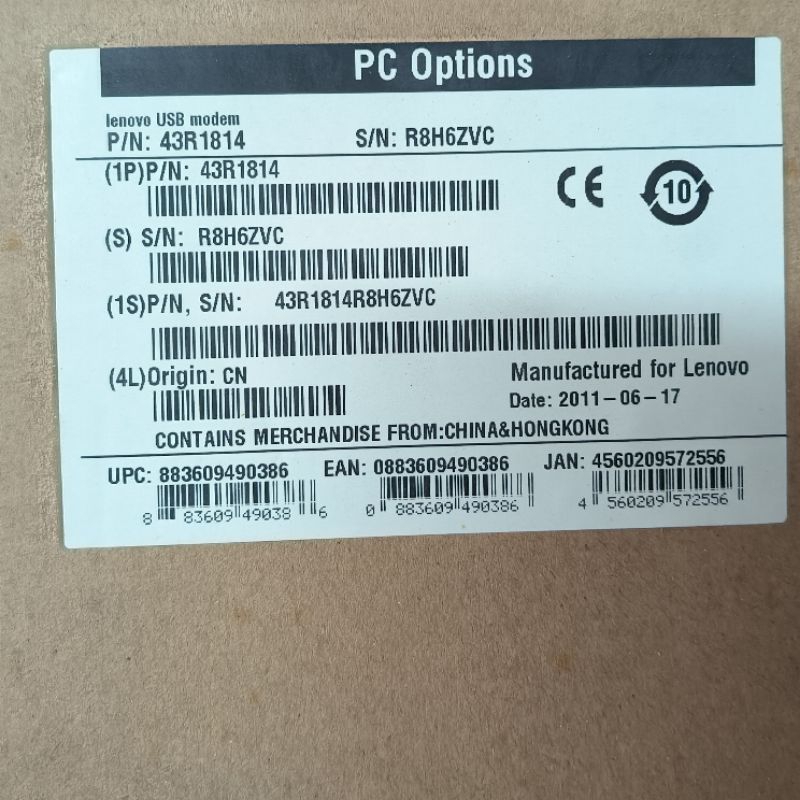 PC Options
lenovo USB modem
P/N: 43R1814 S/N: R8H6ZVC
(1P)P/N: 43R1814
CE 10
(S) S/N: R8H6ZVC
(1S)P/N, S/N: 43R1814R8H6ZVC
(4L)Origin: CN Manufactured for Lenovo
Date: 2011-06-17
CONTAINS MERCHANDISE FROM:CHINA&HONGKONG
UPC: 883609490386 EAN: 0883609490386 JAN: 4560209572556
8 83609 49038 6 0 883609 490386 4 560209 572556